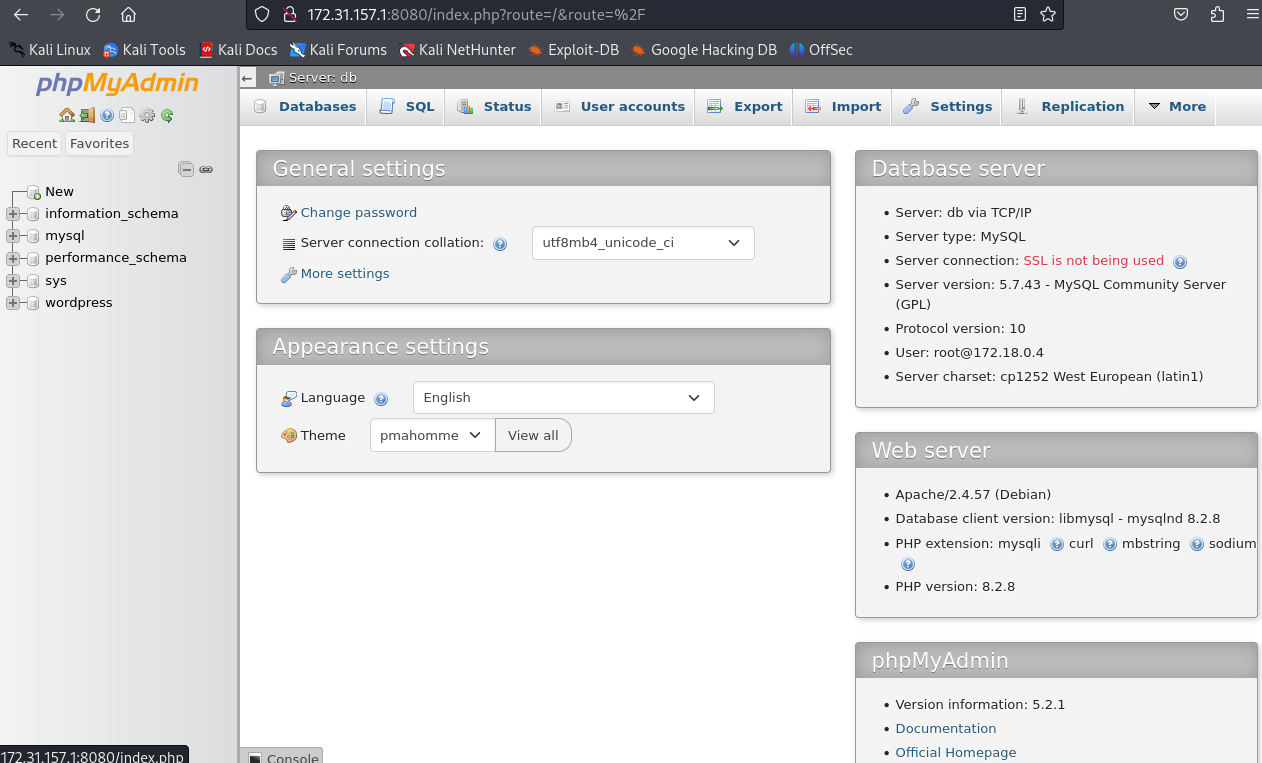 172.31.157.1:8080/index.php?route=/&route=%2F
Kali Linux Kali Tools Kali Docs Kali Forums Kali NetHunter Exploit-DB Google Hacking DB OffSec
phpMyAdmin
Recent Favorites
New
information_schema
mysql
performance_schema
sys
wordpress
Server: db
Databases SQL Status User accounts Export Import Settings Replication More
General settings
Change password
Server connection collation: utf8mb4_unicode_ci
More settings
Appearance settings
Language English
Theme pmahomme View all
Database server
Server: db via TCP/IP
Server type: MySQL
Server connection: SSL is not being used
Server version: 5.7.43 - MySQL Community Server
(GPL)
Protocol version: 10
User: root@172.18.0.4
Server charset: cp1252 West European (latin1)
Web server
Apache/2.4.57 (Debian)
Database client version: libmysql - mysqlnd 8.2.8
PHP extension: mysqli curl mbstring sodium
PHP version: 8.2.8
phpMyAdmin
Version information: 5.2.1
Documentation
Official Homepage
Console
172.31.157.1:8080/index.php